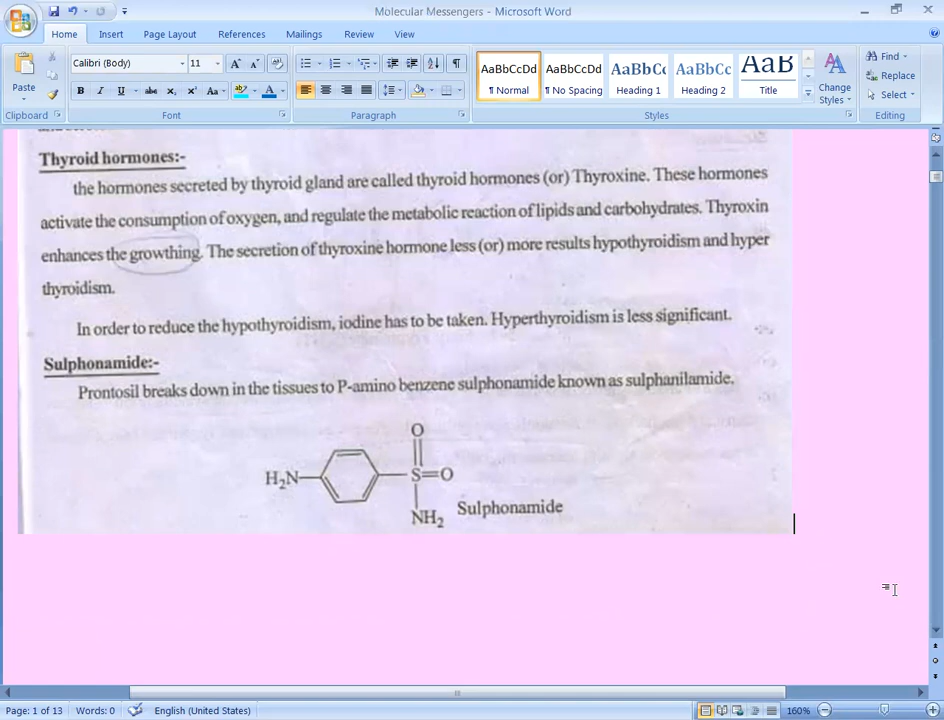 Molecular Messengers - Microsoft Word
Home Insert Page Layout References Mailings Review View
Paste
Clipboard
Calibri (Body) 11
Font
Paragraph
AaBbCcDd AaBbCcDd AaBbCc AaBbCc AaB
¶ Normal ¶ No Spacing Heading 1 Heading 2 Title
Styles
Change Styles
Find
Replace
Select
Editing
Thyroid hormones:-
the hormones secreted by thyroid gland are called thyroid hormones (or) Thyroxine. These hormones
activate the consumption of oxygen, and regulate the metabolic reaction of lipids and carbohydrates. Thyroxin
enhances the growthing. The secretion of thyroxine hormone less (or) more results hypothyroidism and hyper
thyroidism.
In order to reduce the hypothyroidism, iodine has to be taken. Hyperthyroidism is less significant.
Sulphonamide:-
Prontosil breaks down in the tissues to P-amino benzene sulphonamide known as sulphanilamide.
O
H₂N S=O
NH₂ Sulphonamide
Page: 1 of 13 Words: 0 English (United States) 160%